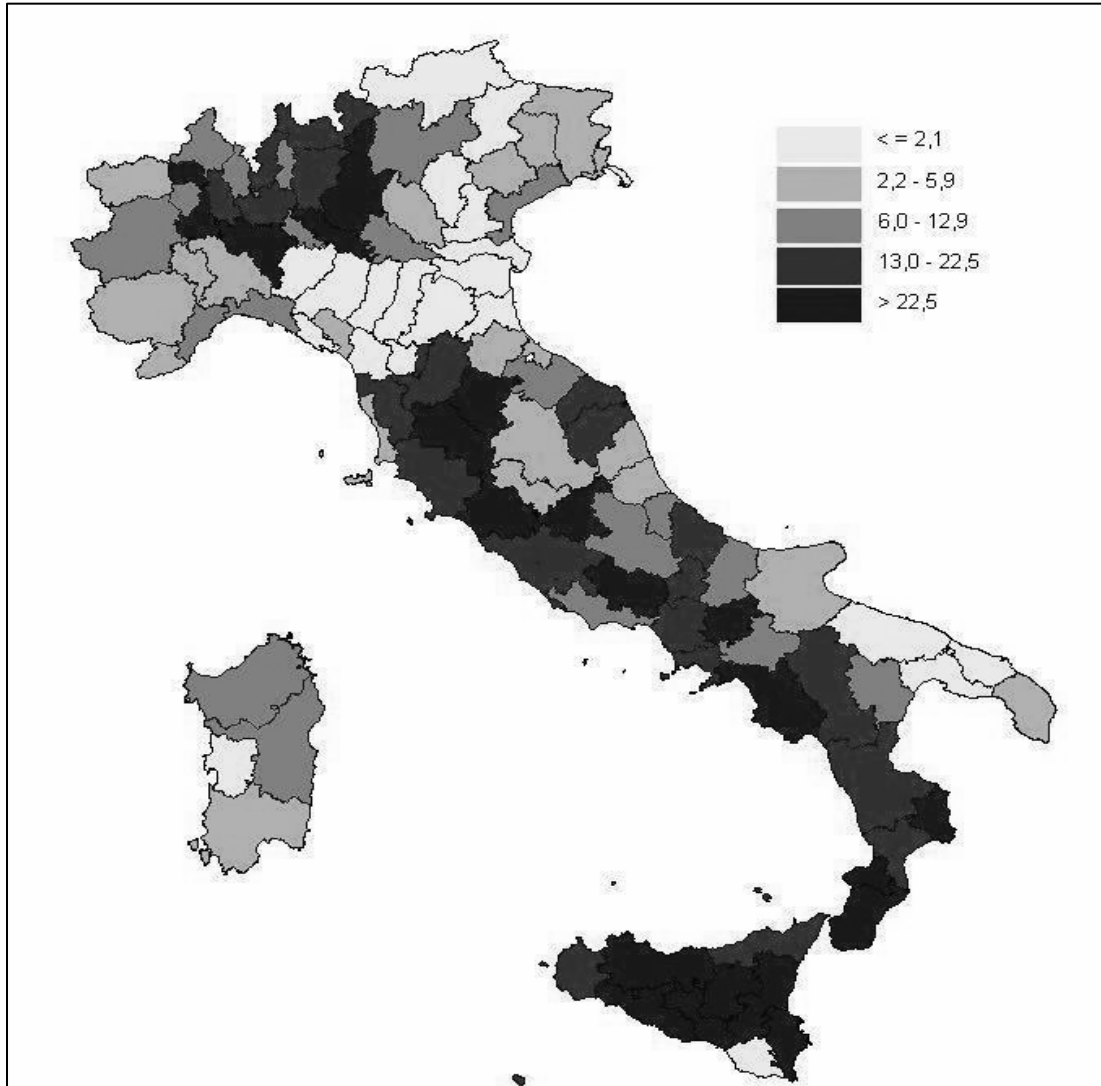 < = 2,1
2,2 - 5,9
6,0 - 12,9
13,0 - 22,5
> 22,5